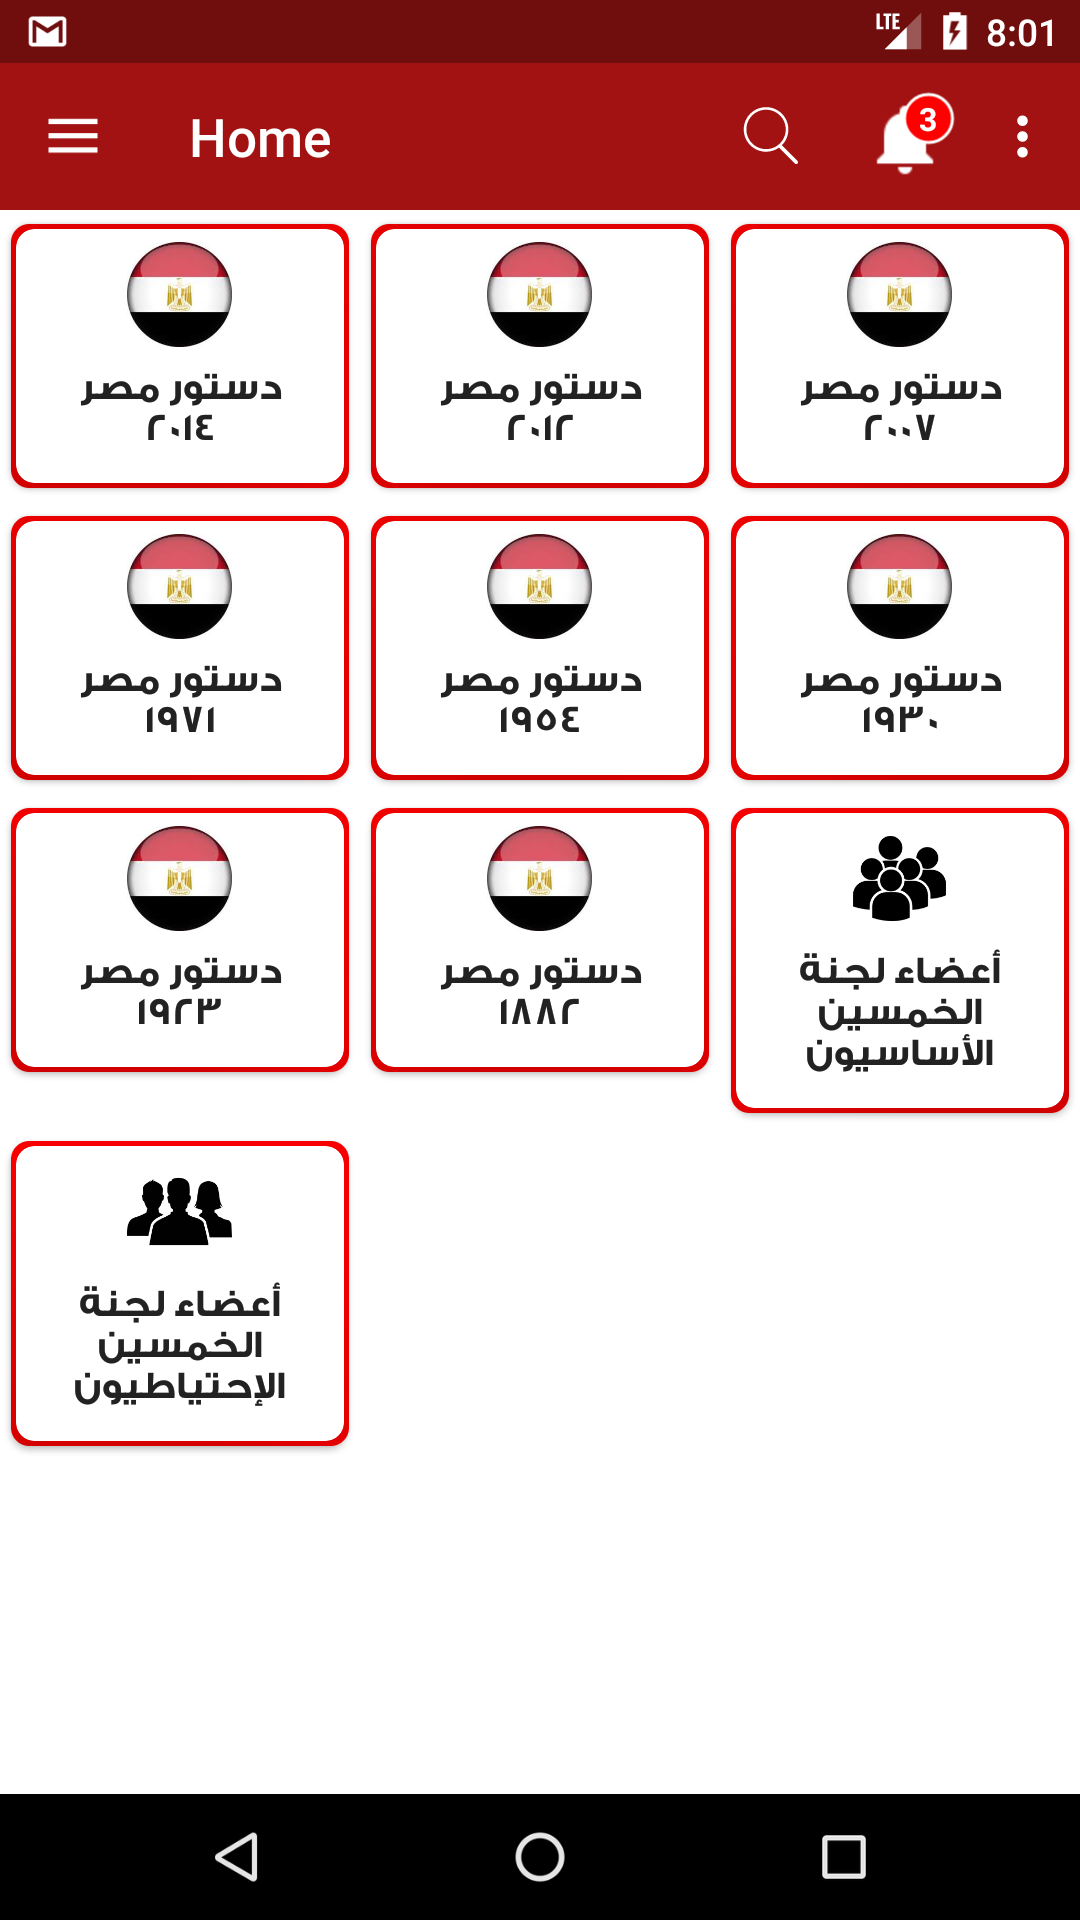 LTE 8:01
Home
3
دستور مصر
٢٠١٤
دستور مصر
٢٠١٢
دستور مصر
٢٠٠٧
دستور مصر
١٩٧١
دستور مصر
١٩٥٤
دستور مصر
١٩٣٠
دستور مصر
١٩٢٣
دستور مصر
١٨٨٢
أعضاء لجنة
الخمسين
الأساسيون
أعضاء لجنة
الخمسين
الإحتياطيون